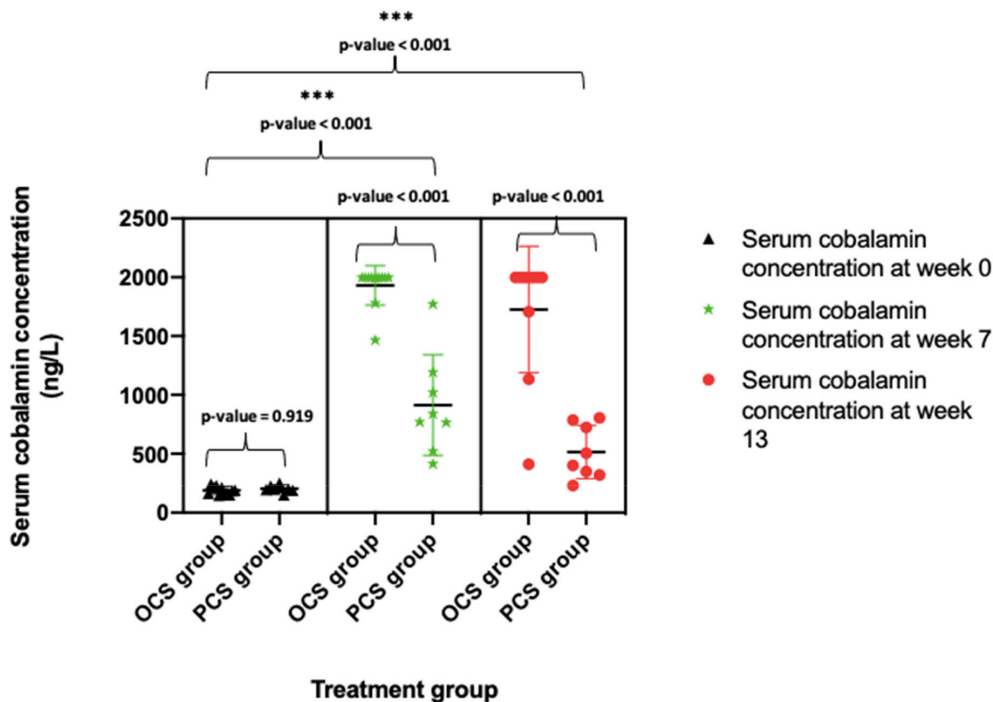 ***
p-value < 0.001
***
p-value < 0.001
p-value < 0.001
p-value < 0.001
p-value = 0.919
Serum cobalamin concentration
(ng/L)
2500
2000
1500
1000
500
0
OCS group
PCS group
OCS group
PCS group
OCS group
PCS group
Treatment group
Serum cobalamin
concentration at week 0
Serum cobalamin
concentration at week 7
Serum cobalamin
concentration at week
13